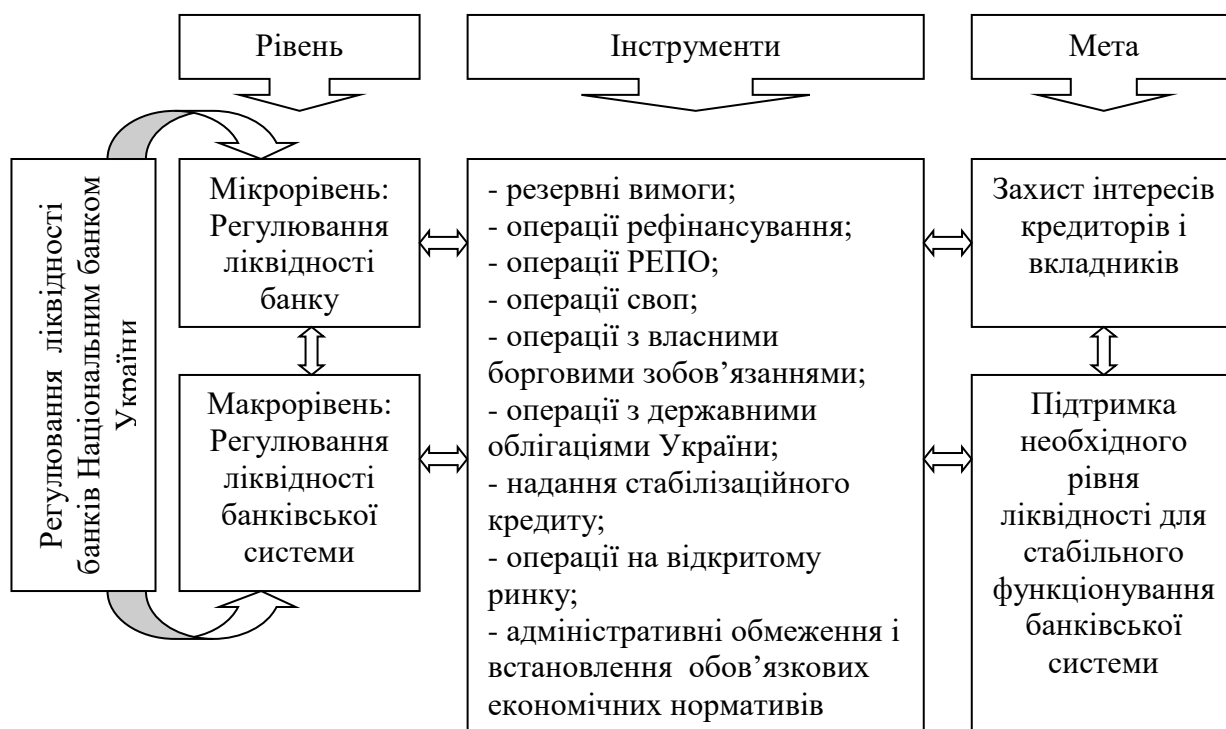 Рівень
Інструменти
Мета
Регулювання ліквідності
банків Національним банком
України
Мікрорівень:
Регулювання
ліквідності
банку
Макрорівень:
Регулювання
ліквідності
банківської
системи
- резервні вимоги;
- операції рефінансування;
- операції РЕПО;
- операції своп;
- операції з власними
борговими зобов’язаннями;
- операції з державними
облігаціями України;
- надання стабілізаційного
кредиту;
- операції на відкритому
ринку;
- адміністративні обмеження і
встановлення обов’язкових
економічних нормативів
Захист інтересів
кредиторів і
вкладників
Підтримка
необхідного
рівня
ліквідності для
стабільного
функціонування
банківської
системи